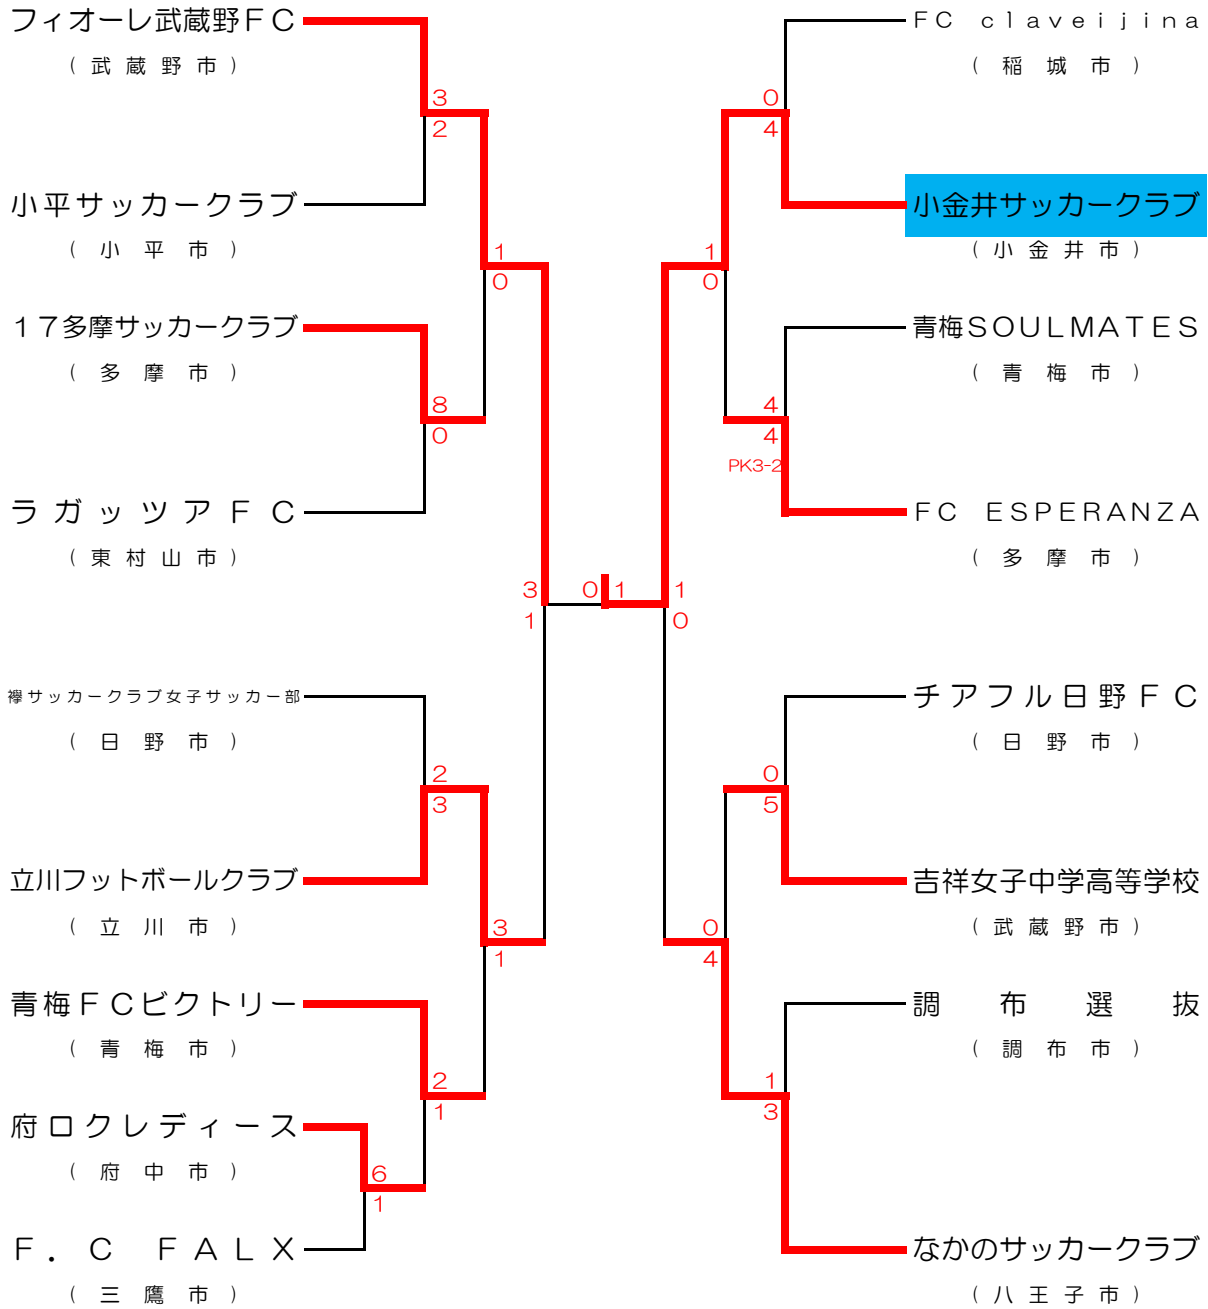 フィオーレ武蔵野ＦＣ
（武蔵野市）
3
2
小平サッカークラブ
（小平市）
1
0
１７多摩サッカークラブ
（多摩市）
8
0
ラガッツアＦＣ
（東村山市）
3
1
0
1
襷サッカークラブ女子サッカー部
（日野市）
2
3
立川フットボールクラブ
（立川市）
3
1
青梅ＦＣビクトリー
（青梅市）
2
1
府ロクレディース
（府中市）
6
1
Ｆ．Ｃ ＦＡＬＸ
（三鷹市）
ＦＣ ｃｌａｖｅｉｊｉｎａ
（稲城市）
0
4
小金井サッカークラブ
（小金井市）
1
0
青梅ＳＯＵＬＭＡＴＥＳ
（青梅市）
4
4
PK3-2
ＦＣ ＥＳＰＥＲＡＮＺＡ
（多摩市）
1
0
チアフル日野ＦＣ
（日野市）
0
5
吉祥女子中学高等学校
（武蔵野市）
0
4
調布選抜
（調布市）
1
3
なかのサッカークラブ
（八王子市）